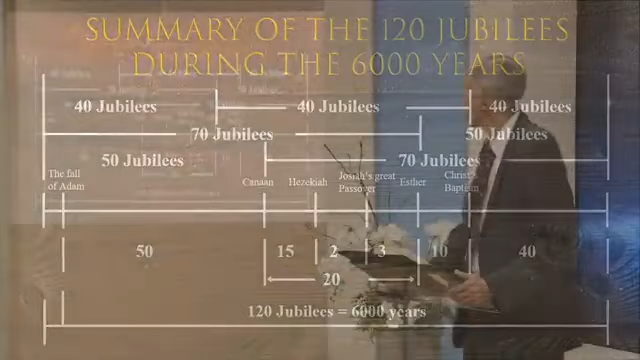 SUMMARY OF THE 120 JUBILEES
DURING THE 6000 YEARS
40 Jubilees 40 Jubilees 40 Jubilees
70 Jubilees 50 Jubilees
50 Jubilees 70 Jubilees
The fall
of Adam
Canaan Hezekiah Josiah's great
Passover
Esther Christ's
Baptism
50 15 2 3 10 40
20
120 Jubilees = 6000 years